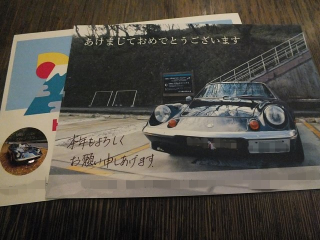 あけましておめでとうございます
本年もよろしく
お願い申しあげます